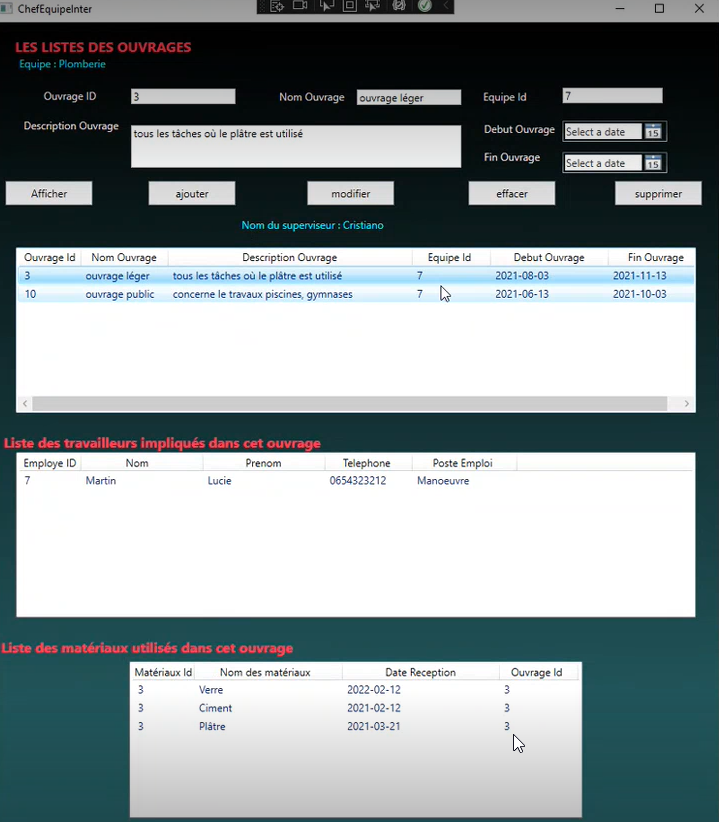 ChefEquipeInter
LES LISTES DES OUVRAGES
Equipe : Plomberie
Ouvrage ID 3 Nom Ouvrage ouvrage léger Equipe Id 7
Description Ouvrage tous les tâches où le plâtre est utilisé Debut Ouvrage Select a date 15
Fin Ouvrage Select a date 15
Afficher ajouter modifier effacer supprimer
Nom du superviseur : Cristiano
Ouvrage Id Nom Ouvrage Description Ouvrage Equipe Id Debut Ouvrage Fin Ouvrage
3 ouvrage léger tous les tâches où le plâtre est utilisé 7 2021-08-03 2021-11-13
10 ouvrage public concerne le travaux piscines, gymnases 7 2021-06-13 2021-10-03
Liste des travailleurs impliqués dans cet ouvrage
Employe ID Nom Prenom Telephone Poste Emploi
7 Martin Lucie 0654323212 Manoeuvre
Liste des matériaux utilisés dans cet ouvrage
Matériaux Id Nom des matériaux Date Reception Ouvrage Id
3 Verre 2022-02-12 3
3 Ciment 2021-02-12 3
3 Plâtre 2021-03-21 3